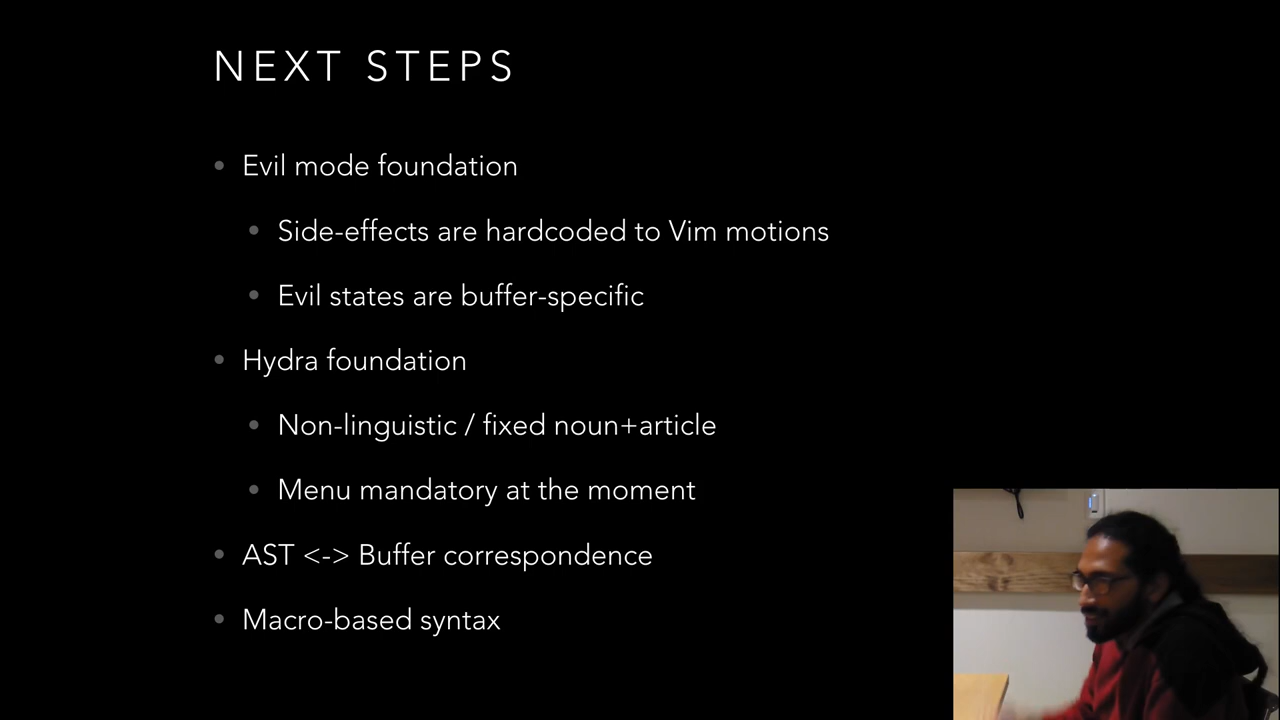 NEXT STEPS
• Evil mode foundation
• Side-effects are hardcoded to Vim motions
• Evil states are buffer-specific
• Hydra foundation
• Non-linguistic / fixed noun+article
• Menu mandatory at the moment
• AST <-> Buffer correspondence
• Macro-based syntax